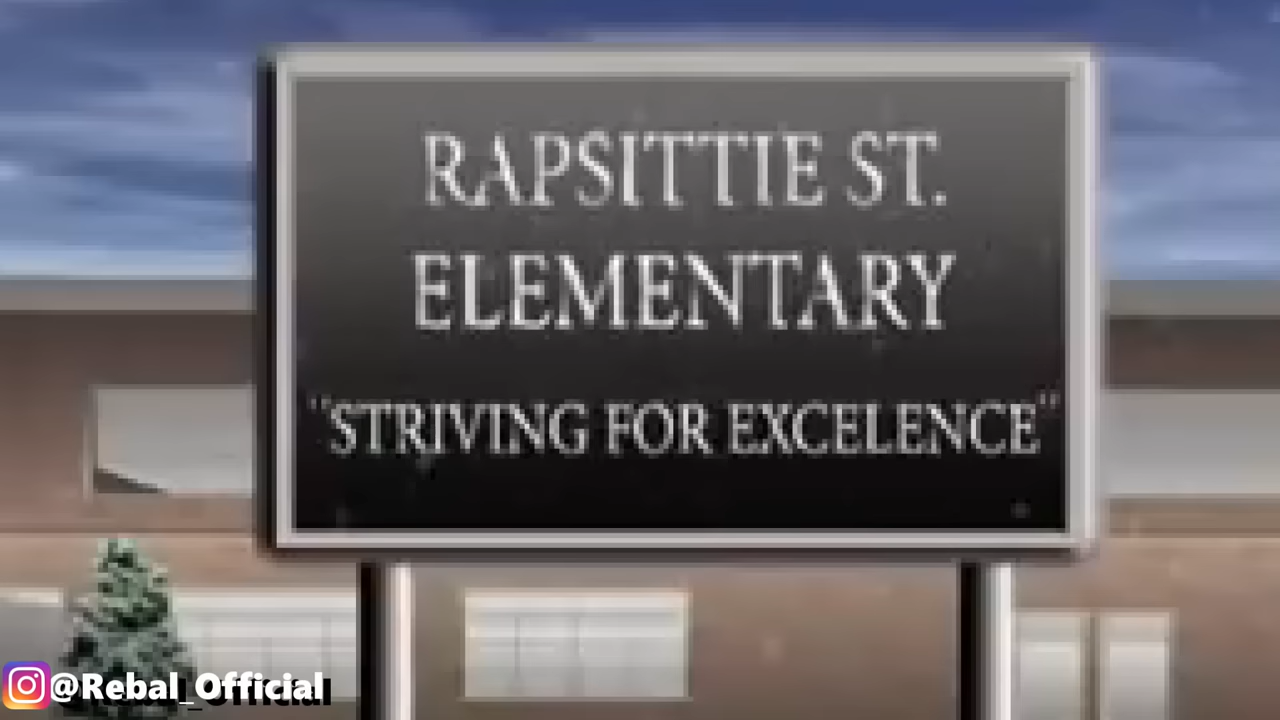 RAPSITTIE ST.
ELEMENTARY
"STRIVING FOR EXCELENCE"
@Rebal_Official